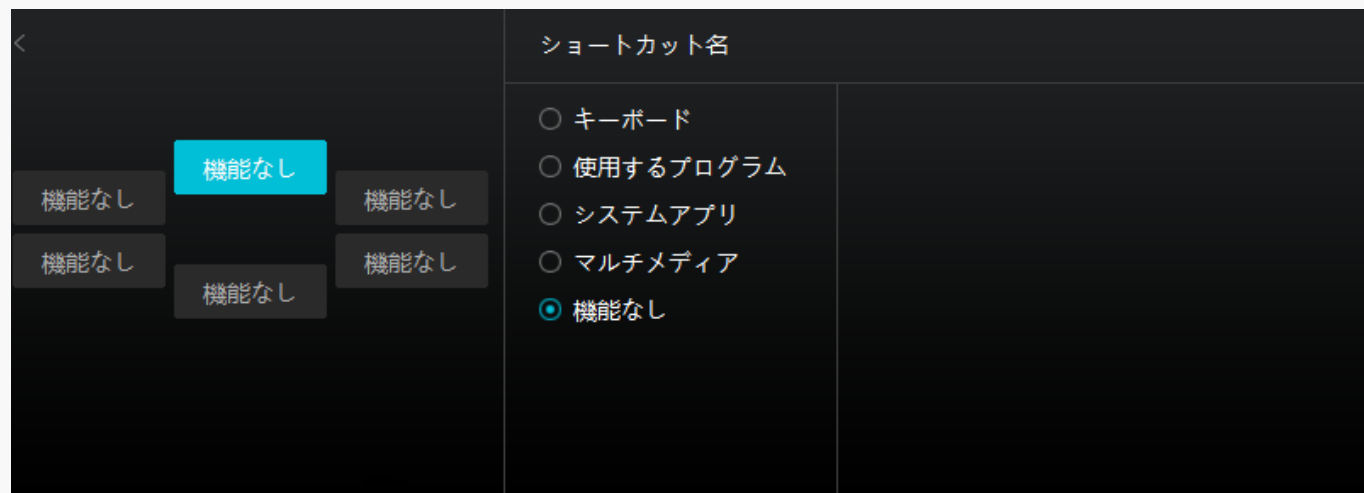 <
ショートカット名
機能なし
機能なし
機能なし
機能なし
機能なし
機能なし
キーボード
使用するプログラム
システムアプリ
マルチメディア
機能なし